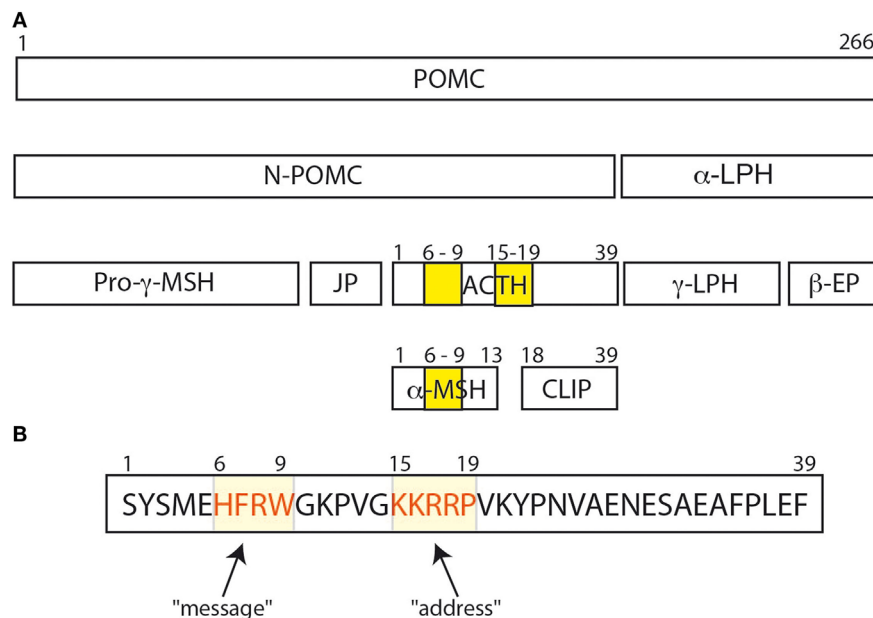 A
1 266
POMC
N-POMC α-LPH
1 6 - 9 15-19 39
Pro-γ-MSH JP ACTH γ-LPH β-EP
1 6 - 9 13 18 39
α-MSH CLIP
B
1 6 9 15 19 39
SYSMEHFRWGKPVGKKRRPVKYPNVAENESAEAFPLEF
"message" "address"